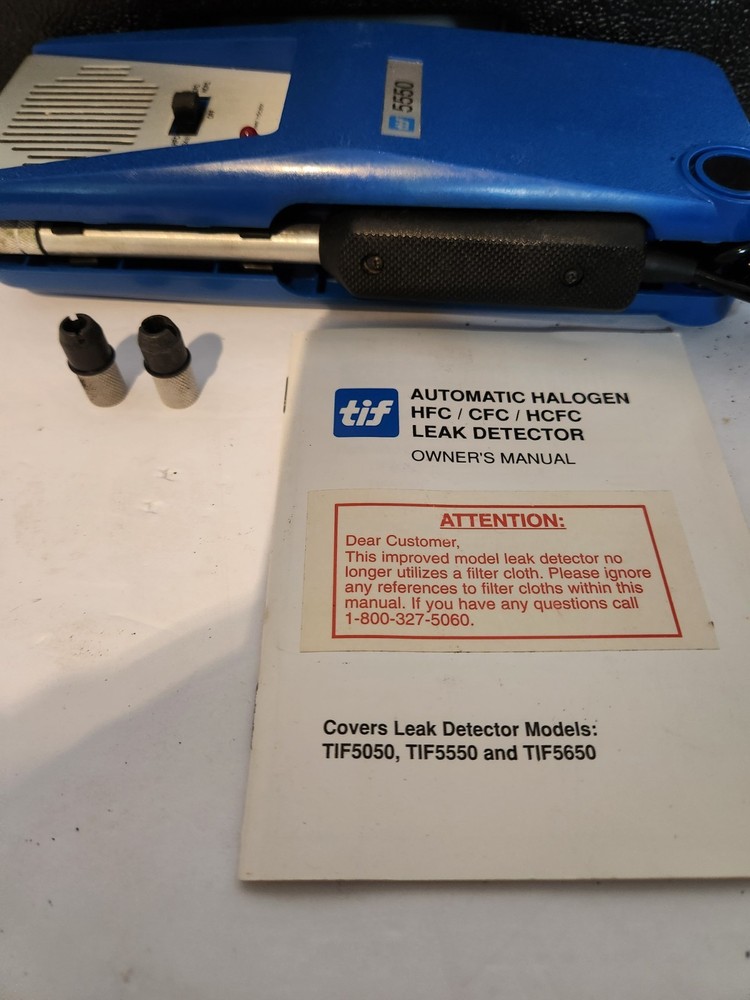 tif 5550
tif
AUTOMATIC HALOGEN
HFC / CFC / HCFC
LEAK DETECTOR
OWNER'S MANUAL
ATTENTION:
Dear Customer,
This improved model leak detector no
longer utilizes a filter cloth. Please ignore
any references to filter cloths within this
manual. If you have any questions call
1-800-327-5060.
Covers Leak Detector Models:
TIF5050, TIF5550 and TIF5650